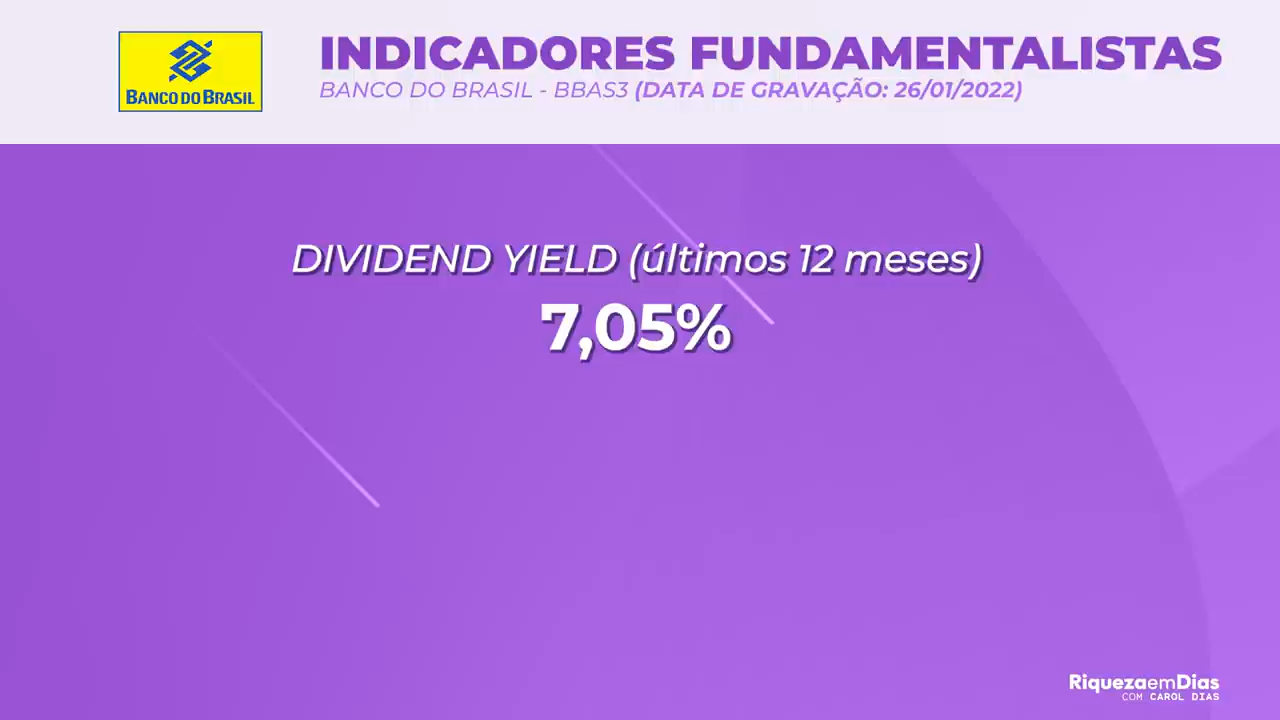 BANCO DO BRASIL
INDICADORES FUNDAMENTALISTAS
BANCO DO BRASIL - BBAS3 (DATA DE GRAVAÇÃO: 26/01/2022)
DIVIDEND YIELD (últimos 12 meses)
7,05%
RiquezaemDias
COM CAROL DIAS